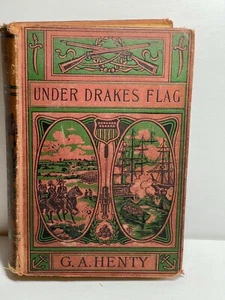 UNDER DRAKES FLAG
G.A. HENTY